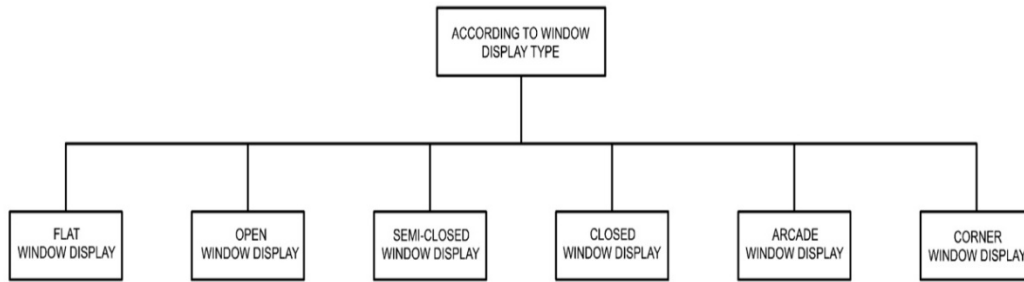 ACCORDING TO WINDOW
DISPLAY TYPE
FLAT
WINDOW DISPLAY
OPEN
WINDOW DISPLAY
SEMI-CLOSED
WINDOW DISPLAY
CLOSED
WINDOW DISPLAY
ARCADE
WINDOW DISPLAY
CORNER
WINDOW DISPLAY